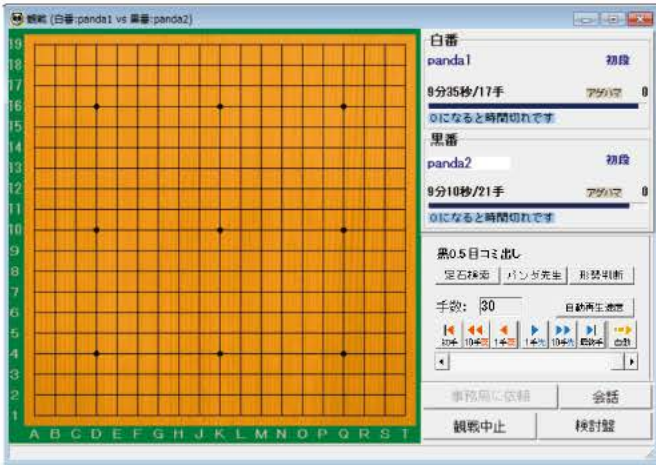 観戦 (白番:panda1 vs 黒番:panda2)
19
18
17
16
15
14
13
12
11
10
9
8
7
6
5
4
3
2
1
A B C D E F G H J K L M N O P Q R S T
白番
panda1 初段
9分35秒/17手 アゲハマ 0
0になると時間切れです
黒番
panda2 初段
9分10秒/21手 アゲハマ 0
0になると時間切れです
黒0.5目コミ出し
定石検索 パンダ先生 形勢判断
手数: 30 自動再生速度
初手 10手戻 1手戻 1手先 10手先 最終手 自動
事務局に依頼 会話
観戦中止 検討盤